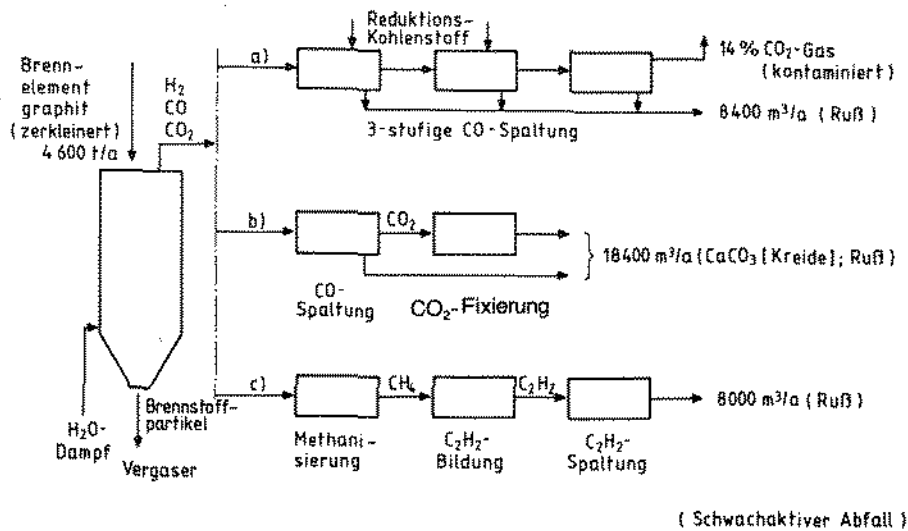 Reduktions-
Kohlenstoff
a)
14 % CO₂-Gas
(kontaminiert)
8400 m³/a (Ruß)
3-stufige CO-Spaltung
Brenn-
element
graphit
(zerkleinert)
4 600 t/a
H₂
CO
CO₂
b)
CO₂
18400 m³/a (CaCO₃ [Kreide]; Ruß)
CO-
Spaltung
CO₂-Fixierung
c)
CH₄
C₂H₂
8000 m³/a (Ruß)
Methani-
sierung
C₂H₂-
Bildung
C₂H₂-
Spaltung
H₂O-
Dampf
Brennstoff-
partikel
Vergaser
( Schwachaktiver Abfall )